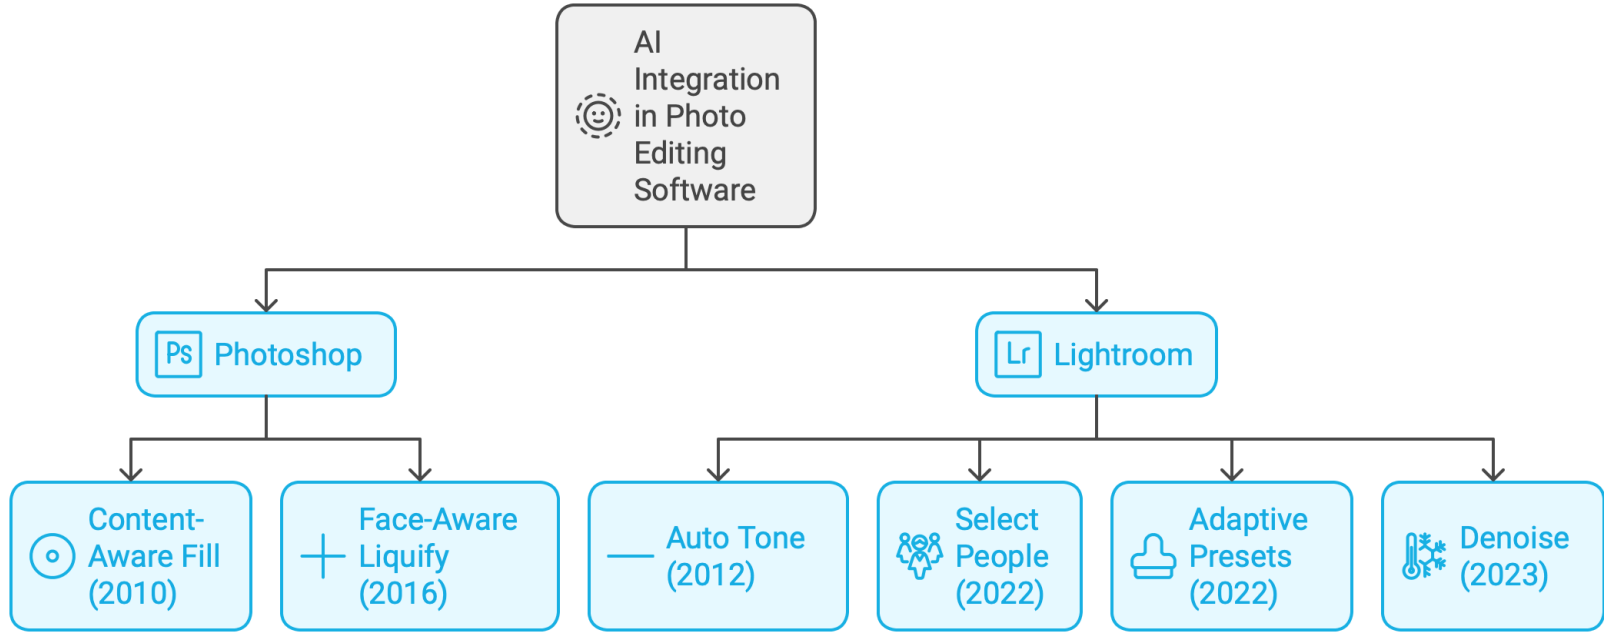 AI
Integration
in Photo
Editing
Software
Ps Photoshop
Lr Lightroom
Content-
Aware Fill
(2010)
Face-Aware
Liquify
(2016)
Auto Tone
(2012)
Select
People
(2022)
Adaptive
Presets
(2022)
Denoise
(2023)